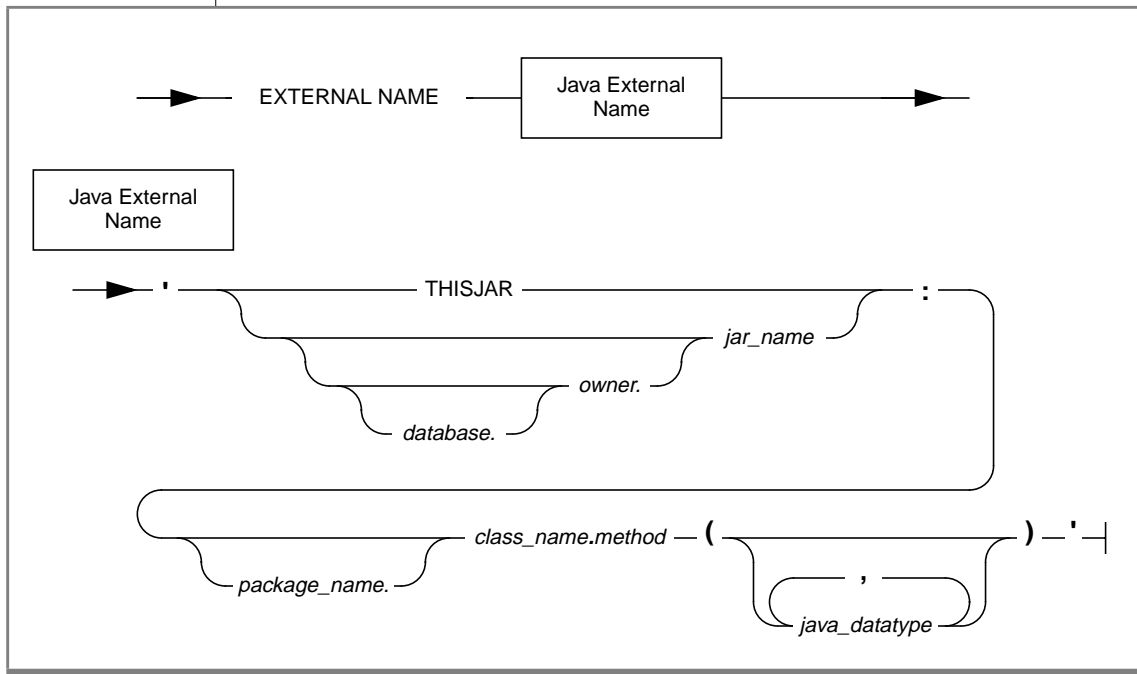 EXTERNAL NAME
Java External
Name
Java External
Name
' THISJAR :
jar_name
owner.
database.
class_name.method ( ) '
package_name.
,
java_datatype